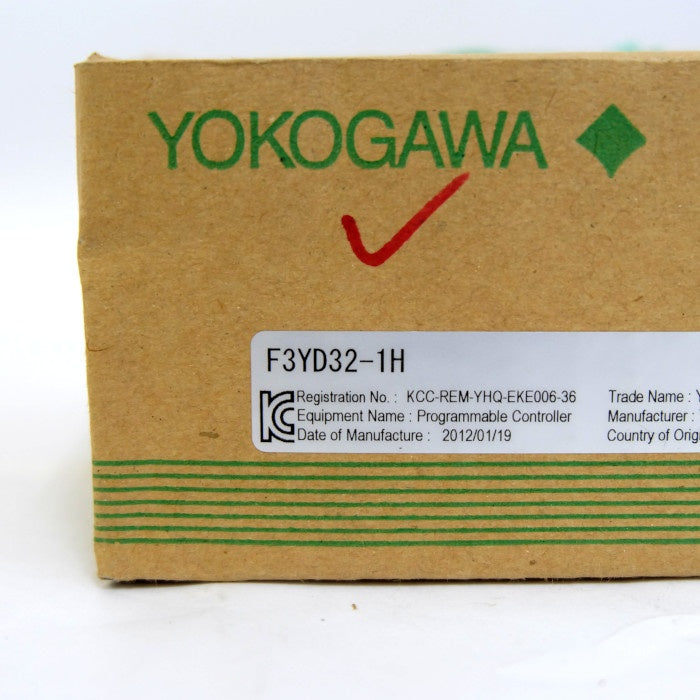 YOKOGAWA
F3YD32-1H
Registration No. : KCC-REM-YHQ-EKE006-36 Trade Name :
Equipment Name : Programmable Controller Manufacturer :
Date of Manufacture : 2012/01/19 Country of